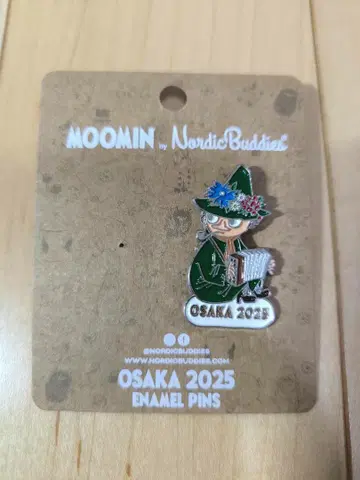 MOOMIN by NordicBuddies
OSAKA 2025
@NORDICBUDDIES
WWW.NORDICBUDDIES.COM
OSAKA 2025
ENAMEL PINS